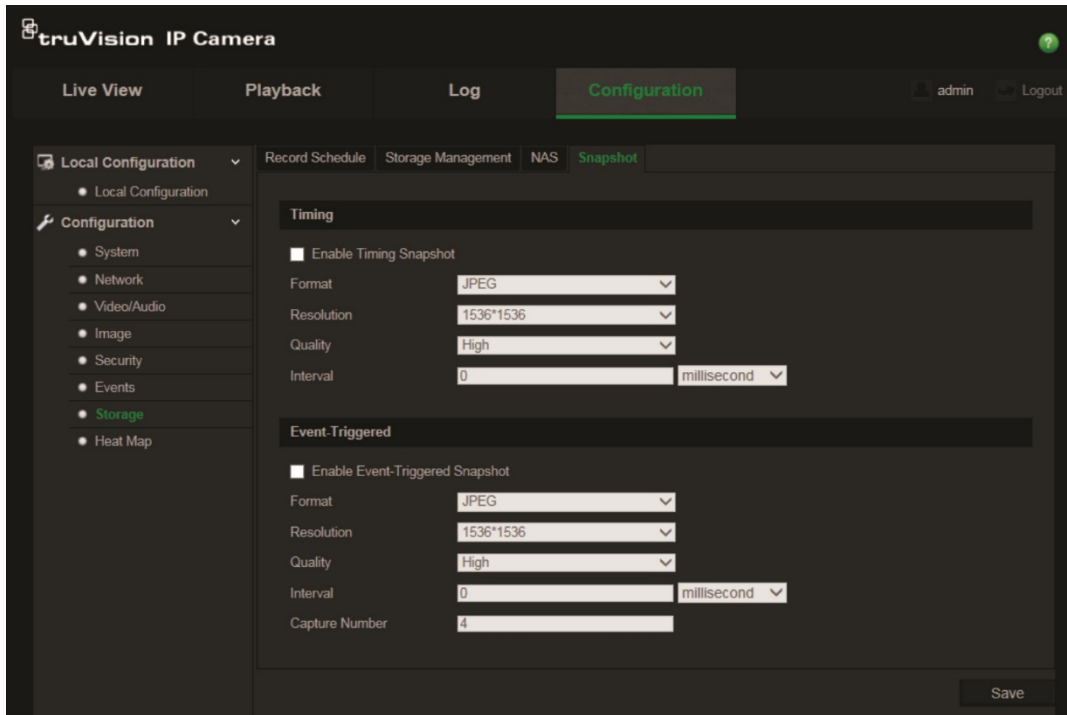 truVision IP Camera
?
Live View Playback Log Configuration admin Logout
Local Configuration
Local Configuration
Configuration
System
Network
Video/Audio
Image
Security
Events
Storage
Heat Map
Record Schedule Storage Management NAS Snapshot
Timing
Enable Timing Snapshot
Format JPEG
Resolution 1536*1536
Quality High
Interval 0 millisecond
Event-Triggered
Enable Event-Triggered Snapshot
Format JPEG
Resolution 1536*1536
Quality High
Interval 0 millisecond
Capture Number 4
Save